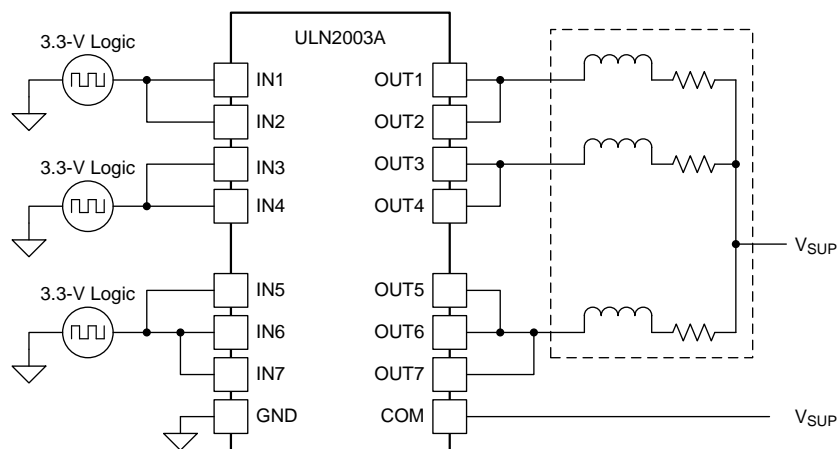 ULN2003A
3.3-V Logic
IN1
OUT1
IN2
OUT2
3.3-V Logic
IN3
OUT3
IN4
OUT4
VSUP
3.3-V Logic
IN5
OUT5
IN6
OUT6
IN7
OUT7
GND
COM
VSUP